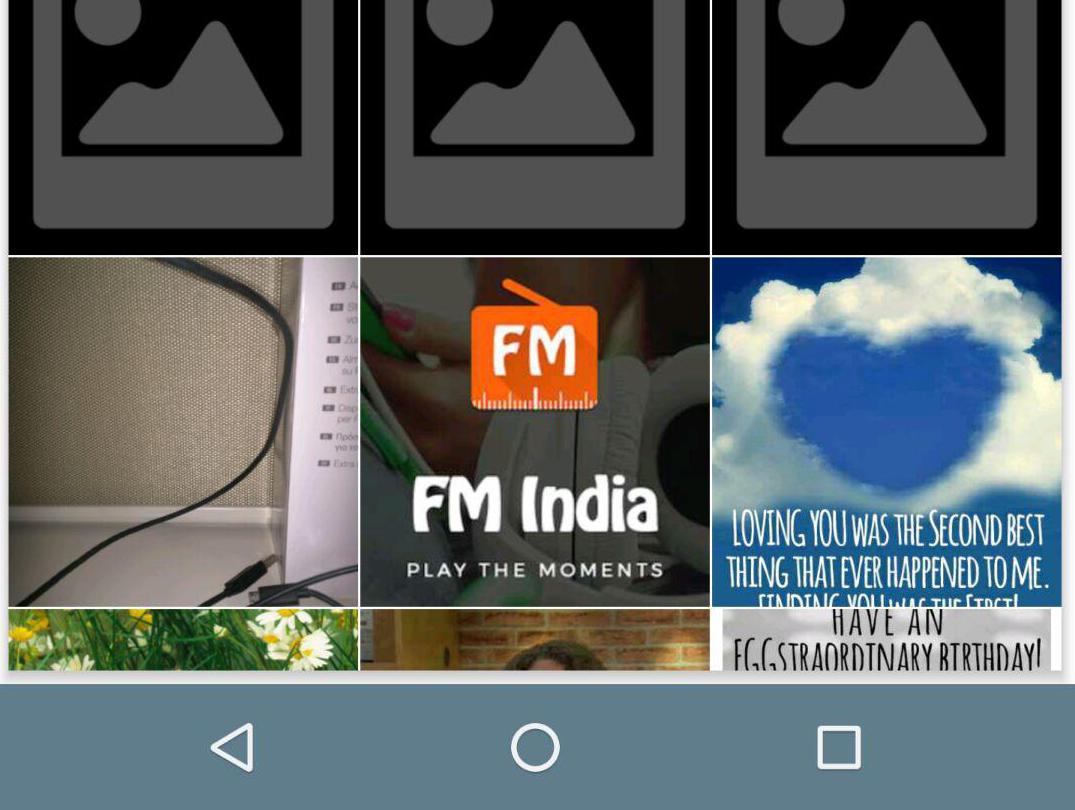 FM
FM India
PLAY THE MOMENTS
LOVING YOU WAS THE SECOND BEST
THING THAT EVER HAPPENED TO ME.
FINDING YOU WAS THE FIRST!
HAVE AN
EGGSTRAORDINARY BIRTHDAY!